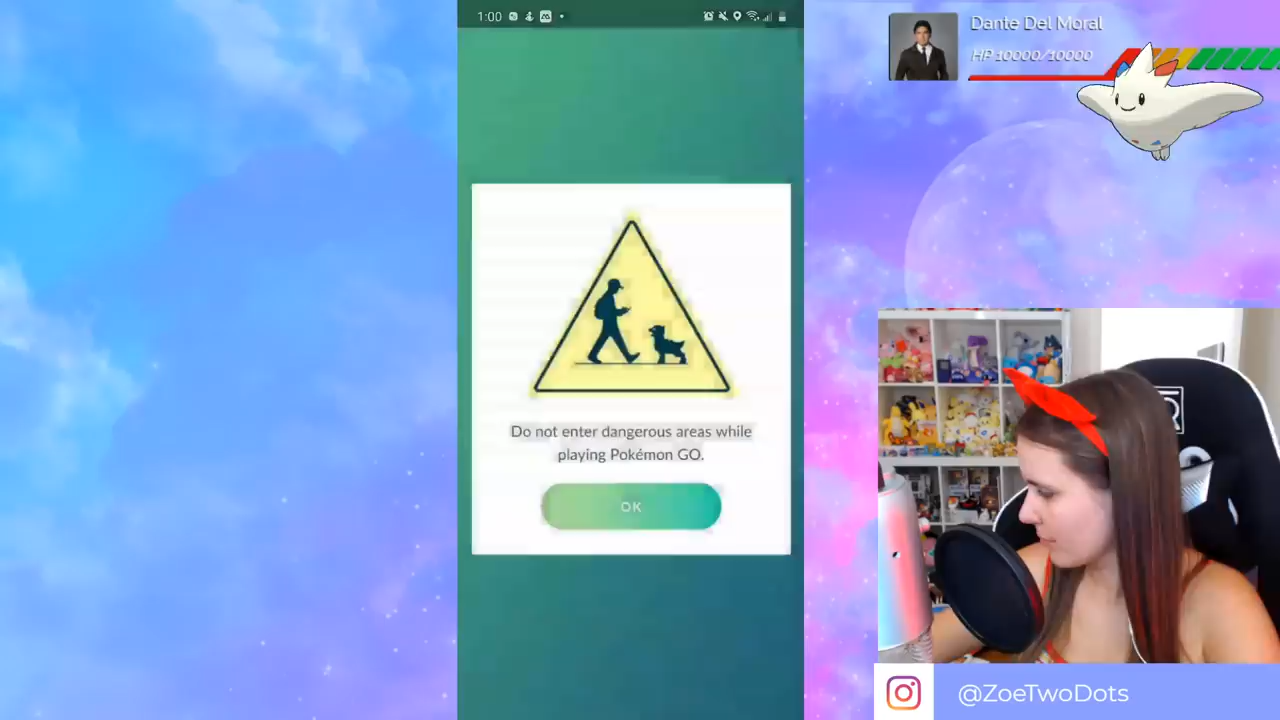 1:00
Dante Del Moral
HP 10000/10000
Do not enter dangerous areas while
playing Pokémon GO.
OK
@ZoeTwoDots